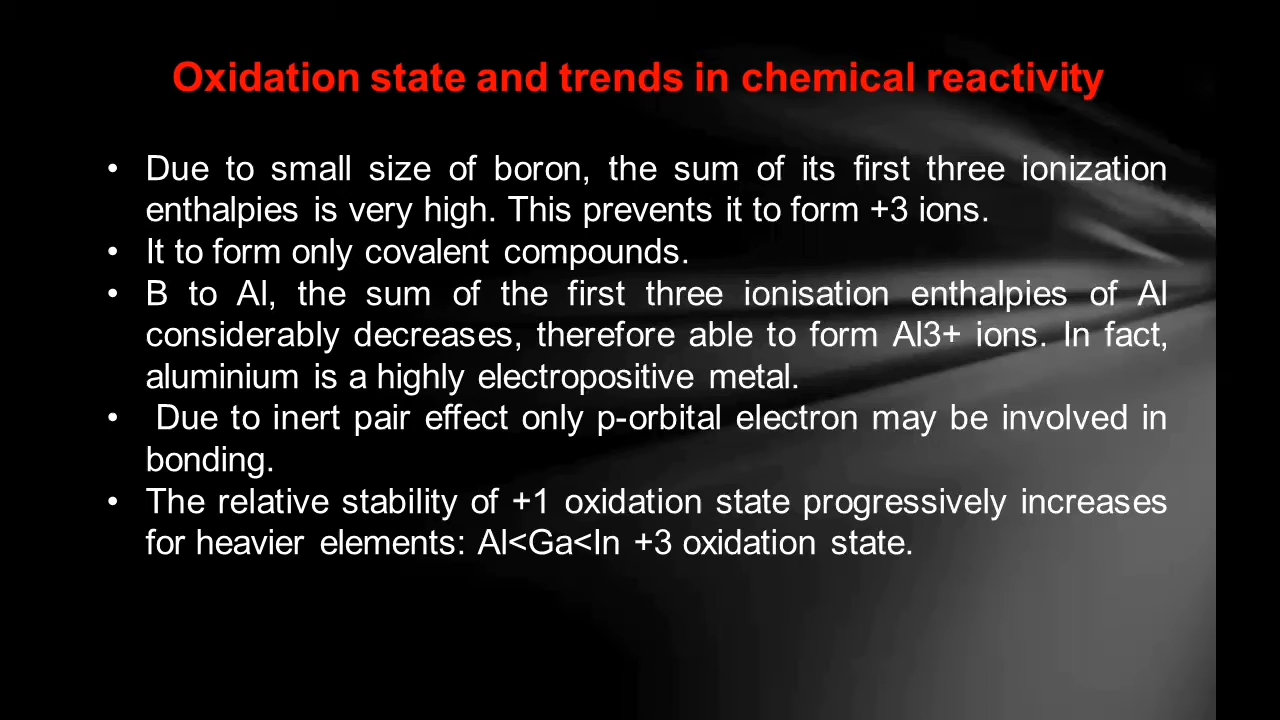 Oxidation state and trends in chemical reactivity
• Due to small size of boron, the sum of its first three ionization
enthalpies is very high. This prevents it to form +3 ions.
• It to form only covalent compounds.
• B to Al, the sum of the first three ionisation enthalpies of Al
considerably decreases, therefore able to form Al3+ ions. In fact,
aluminium is a highly electropositive metal.
• Due to inert pair effect only p-orbital electron may be involved in
bonding.
• The relative stability of +1 oxidation state progressively increases
for heavier elements: Al<Ga<In +3 oxidation state.